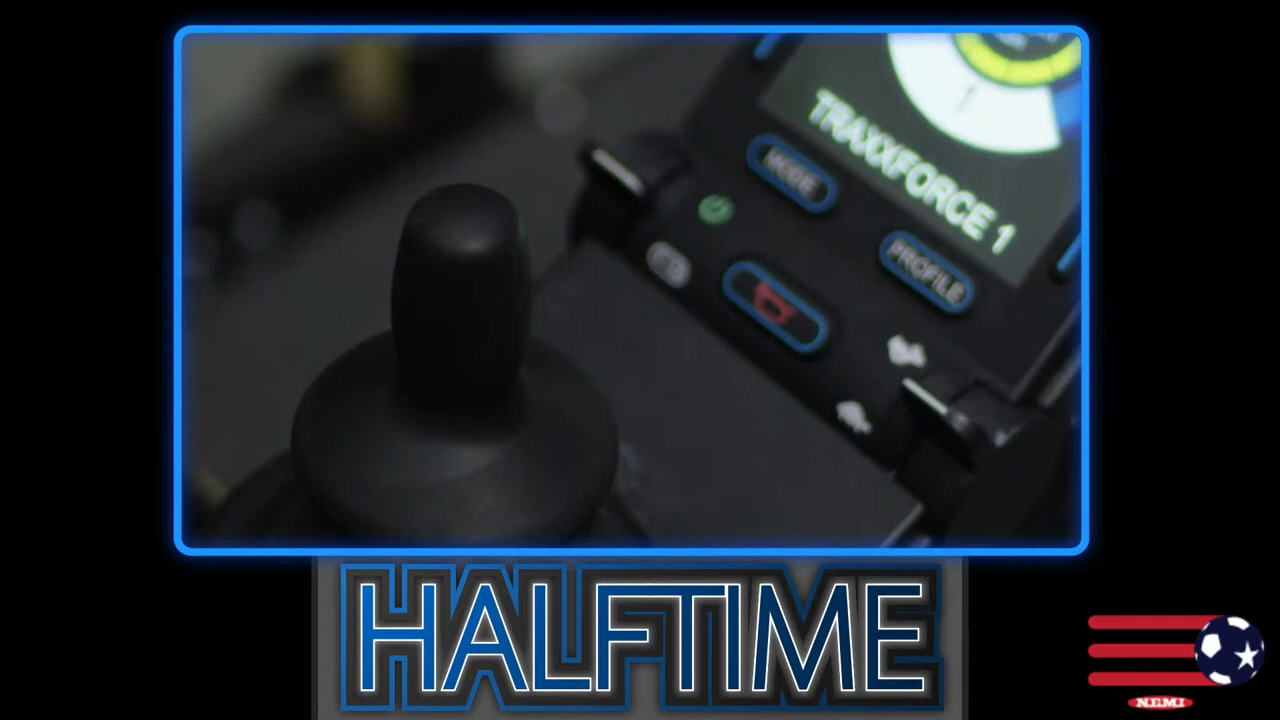 TRAXXFORCE 1
MODE
PROFILE
HALFTIME
N.E.M.I